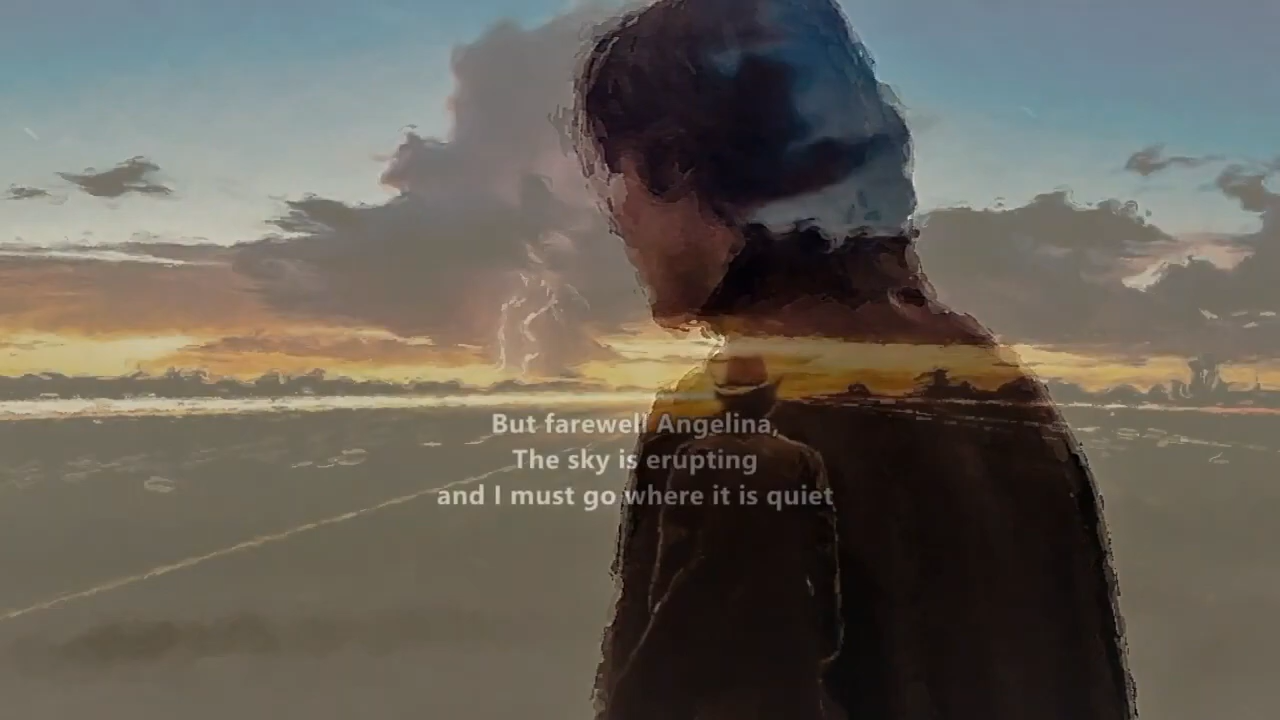 But farewell Angelina,
The sky is erupting
and I must go where it is quiet